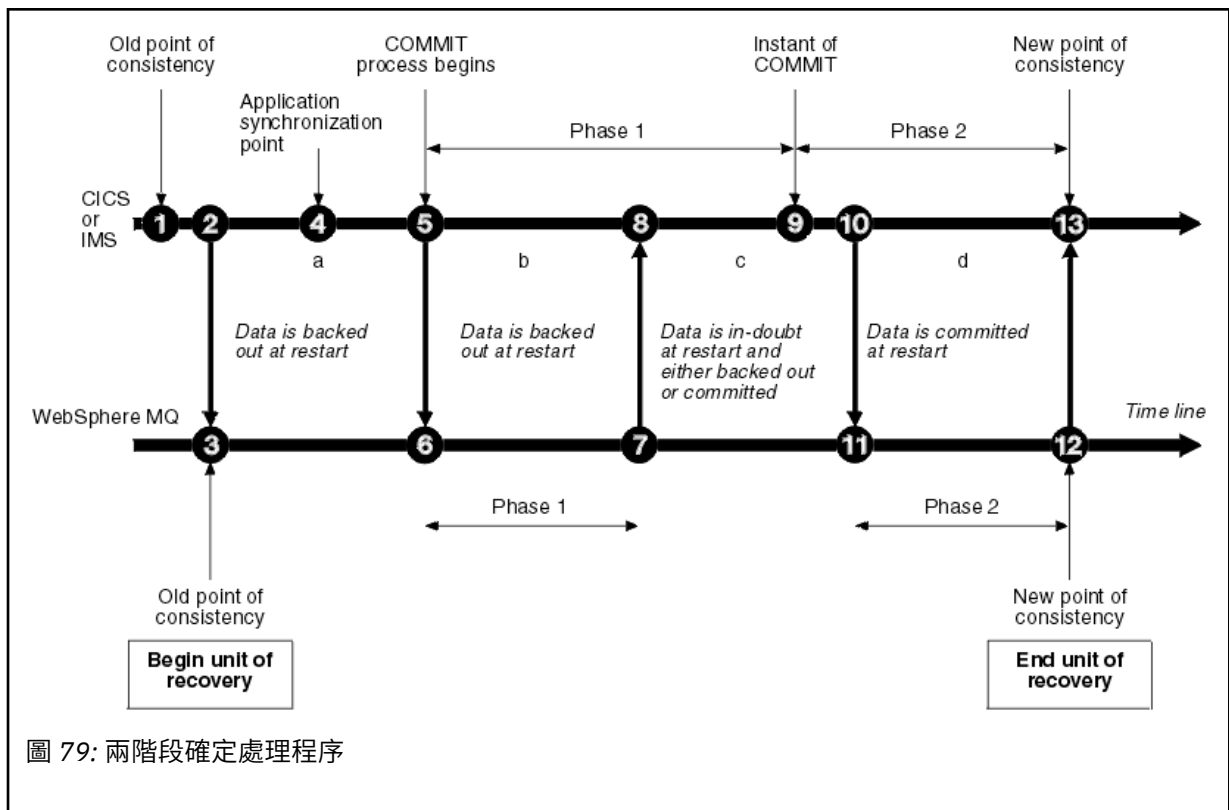 Old point of
consistency
COMMIT
process begins
Instant of
COMMIT
New point of
consistency
Application
synchronization
point
Phase 1
Phase 2
CICS
or
IMS
1
2
4
5
8
9
10
13
a
b
c
d
Data is backed
out at restart
Data is backed
out at restart
Data is in-doubt
at restart and
either backed out
or committed
Data is committed
at restart
WebSphere MQ
Time line
3
6
7
11
12
Phase 1
Phase 2
Old point of
consistency
New point of
consistency
Begin unit of
recovery
End unit of
recovery
圖 79: 兩階段確定處理程序